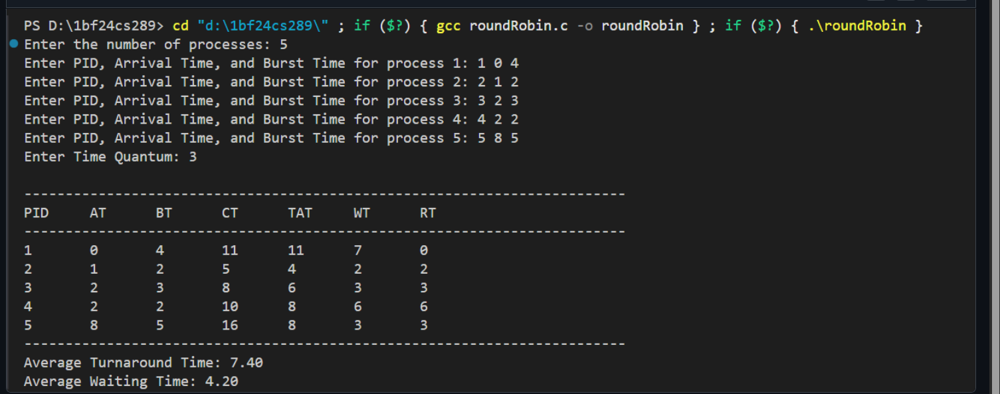 PS D:\1bf24cs289> cd "d:\1bf24cs289\" ; if ($?) { gcc roundRobin.c -o roundRobin } ; if ($?) { .\roundRobin }
Enter the number of processes: 5
Enter PID, Arrival Time, and Burst Time for process 1: 1 0 4
Enter PID, Arrival Time, and Burst Time for process 2: 2 1 2
Enter PID, Arrival Time, and Burst Time for process 3: 3 2 3
Enter PID, Arrival Time, and Burst Time for process 4: 4 2 2
Enter PID, Arrival Time, and Burst Time for process 5: 5 8 5
Enter Time Quantum: 3
-------------------------------------------------------------------------
PID AT BT CT TAT WT RT
-------------------------------------------------------------------------
1 0 4 11 11 7 0
2 1 2 5 4 2 2
3 2 3 8 6 3 3
4 2 2 10 8 6 6
5 8 5 16 8 3 3
-------------------------------------------------------------------------
Average Turnaround Time: 7.40
Average Waiting Time: 4.20